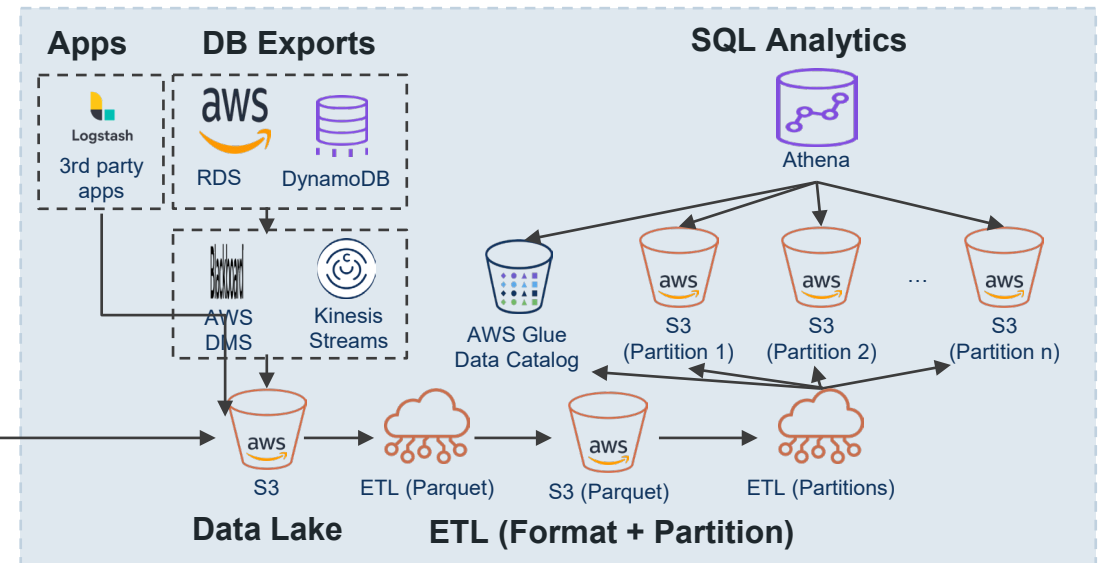 Apps
DB Exports
SQL Analytics
Logstash
3rd party
apps
aws
RDS
DynamoDB
Athena
Blackboard
AWS
DMS
Kinesis
Streams
AWS Glue
Data Catalog
aws
S3
(Partition 1)
aws
S3
(Partition 2)
...
aws
S3
(Partition n)
aws
S3
ETL (Parquet)
aws
S3 (Parquet)
ETL (Partitions)
Data Lake
ETL (Format + Partition)